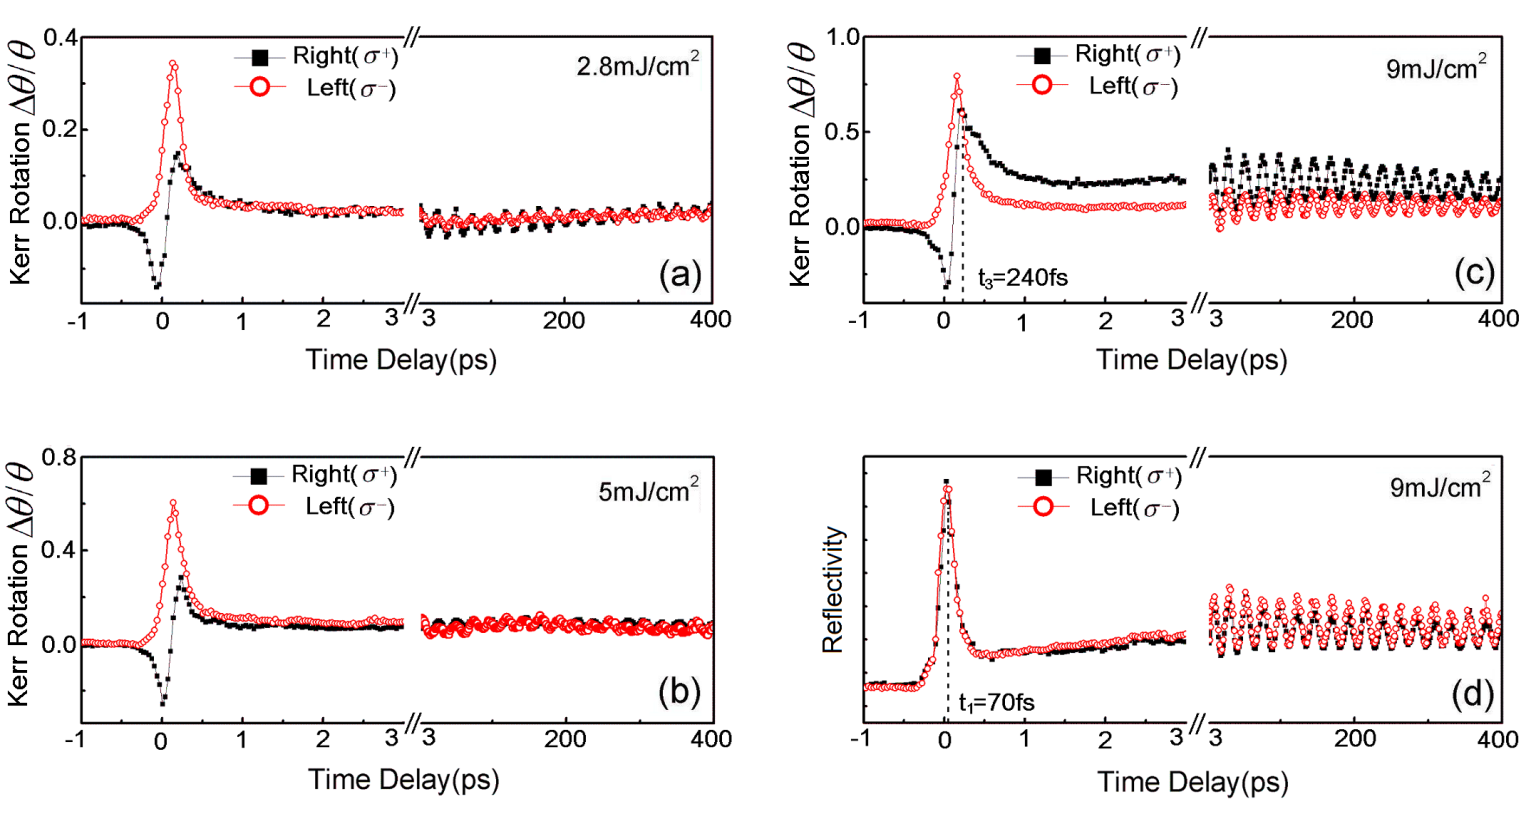 0.4
0.2
0.0
Kerr Rotation Δθ/θ
Right(σ⁺)
Left(σ⁻)
2.8mJ/cm²
(a)
-1 0 1 2 3 3 200 400
Time Delay(ps)
1.0
0.5
0.0
Kerr Rotation Δθ/θ
Right(σ⁺)
Left(σ⁻)
9mJ/cm²
t₃=240fs
(c)
-1 0 1 2 3 3 200 400
Time Delay(ps)
0.8
0.4
0.0
Kerr Rotation Δθ/θ
Right(σ⁺)
Left(σ⁻)
5mJ/cm²
(b)
-1 0 1 2 3 3 200 400
Time Delay(ps)
Reflectivity
Right(σ⁺)
Left(σ⁻)
9mJ/cm²
t₁=70fs
(d)
-1 0 1 2 3 3 200 400
Time Delay(ps)